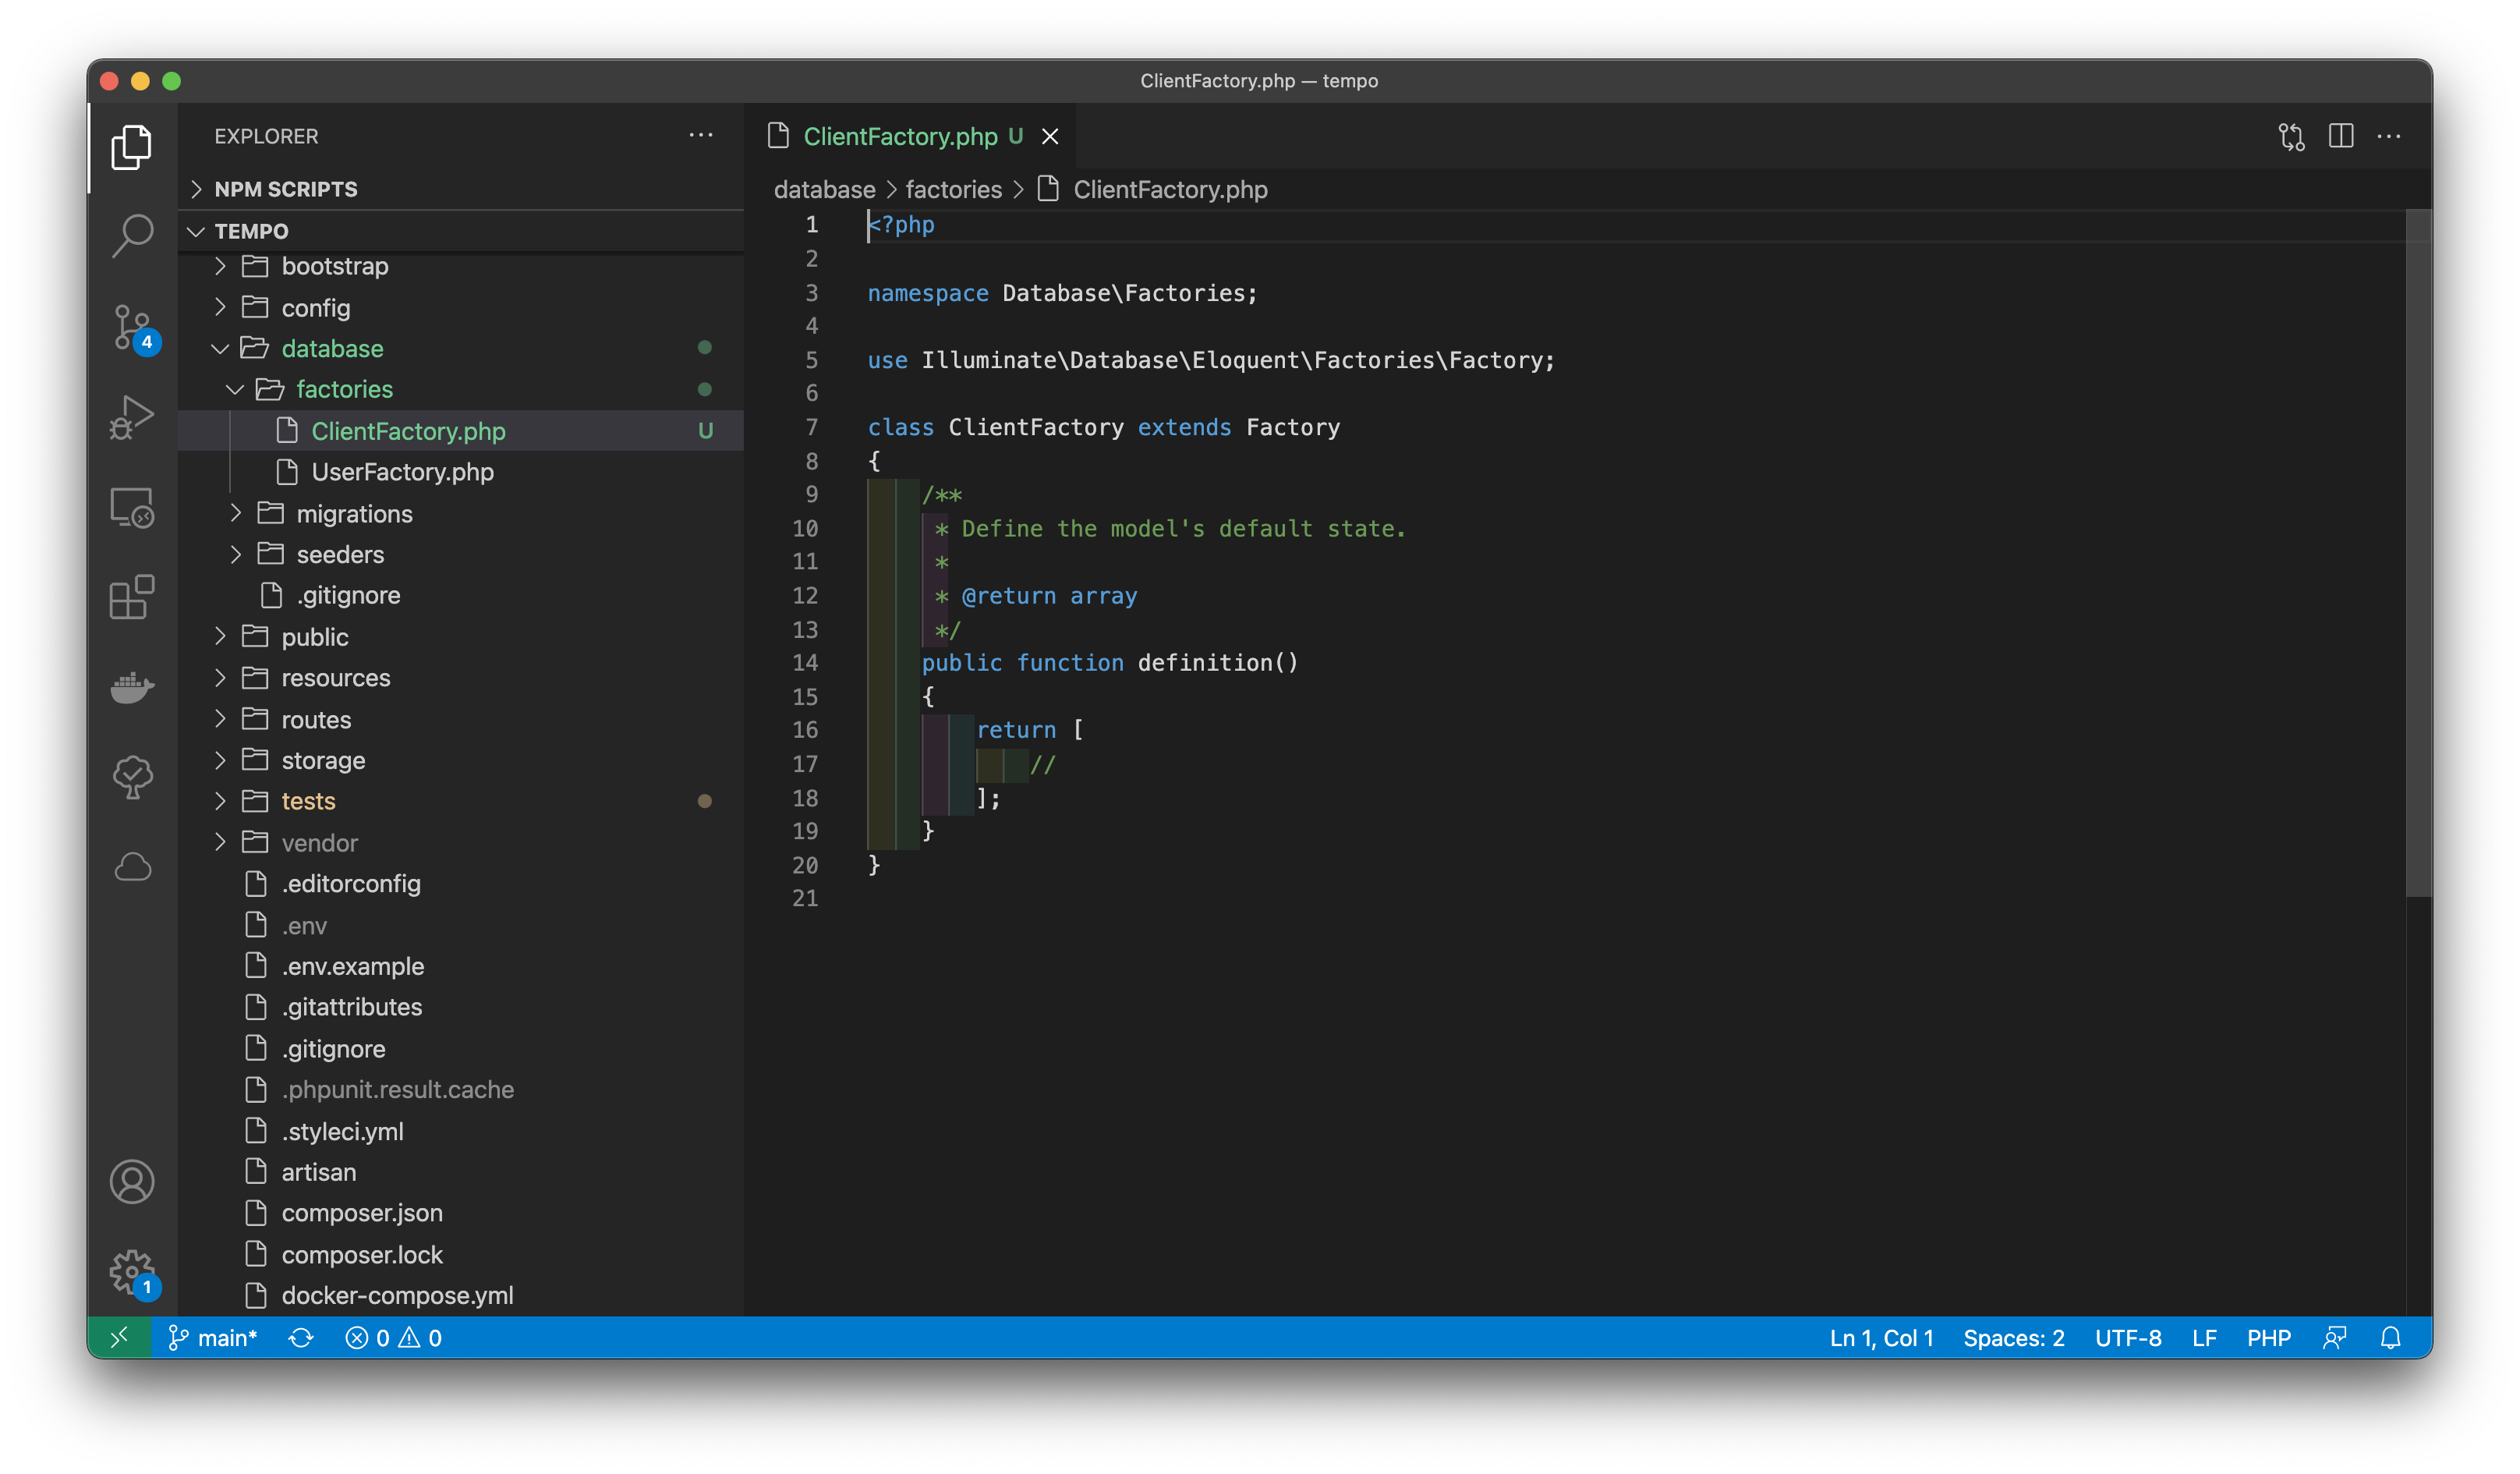 ClientFactory.php — tempo
EXPLORER
NPM SCRIPTS
TEMPO
bootstrap
config
database
factories
ClientFactory.php U
UserFactory.php
migrations
seeders
.gitignore
public
resources
routes
storage
tests
vendor
.editorconfig
.env
.env.example
.gitattributes
.gitignore
.phpunit.result.cache
.styleci.yml
artisan
composer.json
composer.lock
docker-compose.yml
4
1
ClientFactory.php U
database > factories > ClientFactory.php
1 <?php
2
3 namespace Database\Factories;
4
5 use Illuminate\Database\Eloquent\Factories\Factory;
6
7 class ClientFactory extends Factory
8 {
9     /**
10      * Define the model's default state.
11      *
12      * @return array
13      */
14     public function definition()
15     {
16         return [
17             //
18         ];
19     }
20 }
21
main* 0 0 Ln 1, Col 1 Spaces: 2 UTF-8 LF PHP